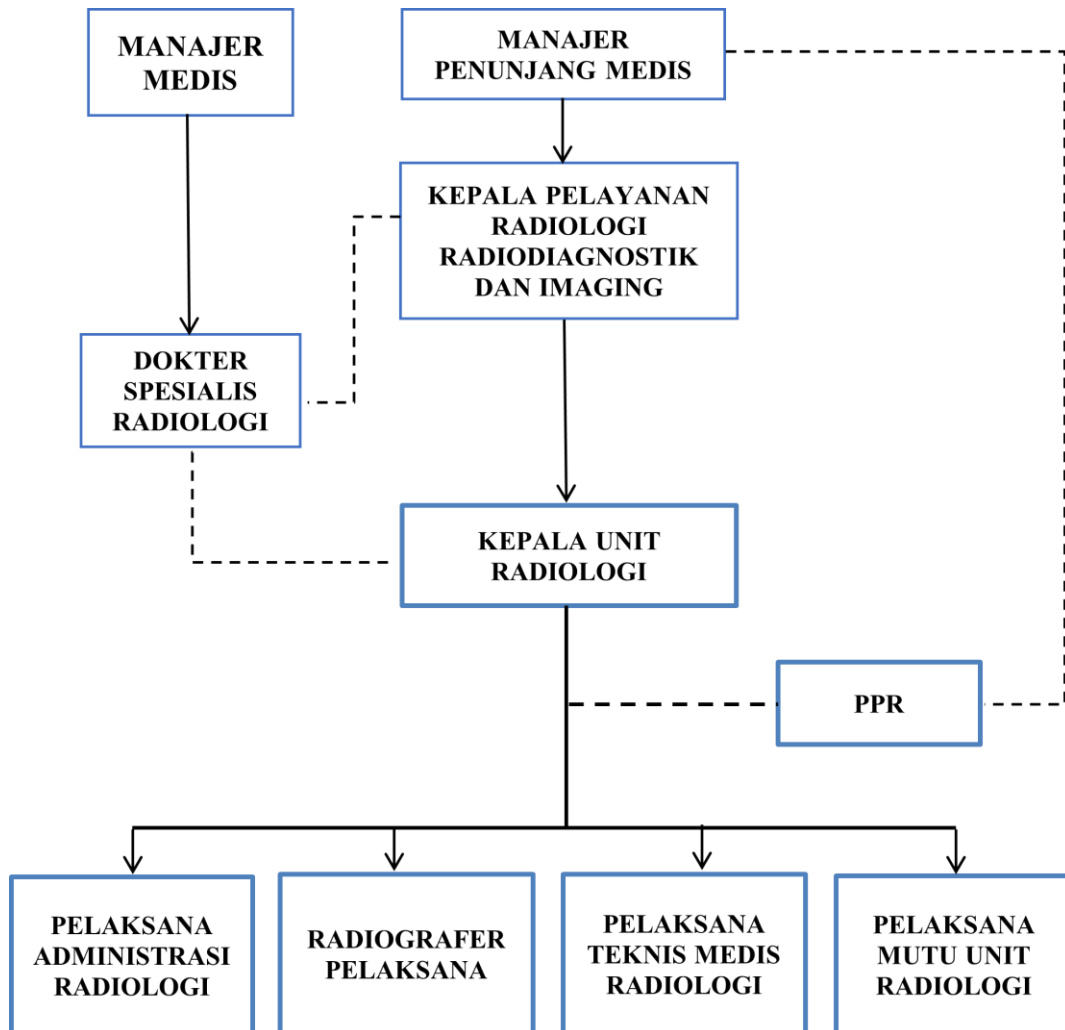 MANAJER
MEDIS
MANAJER
PENUNJANG MEDIS
KEPALA PELAYANAN
RADIOLOGI
RADIODIAGNOSTIK
DAN IMAGING
DOKTER
SPESIALIS
RADIOLOGI
KEPALA UNIT
RADIOLOGI
PPR
PELAKSANA
ADMINISTRASI
RADIOLOGI
RADIOGRAFER
PELAKSANA
PELAKSANA
TEKNIS MEDIS
RADIOLOGI
PELAKSANA
MUTU UNIT
RADIOLOGI